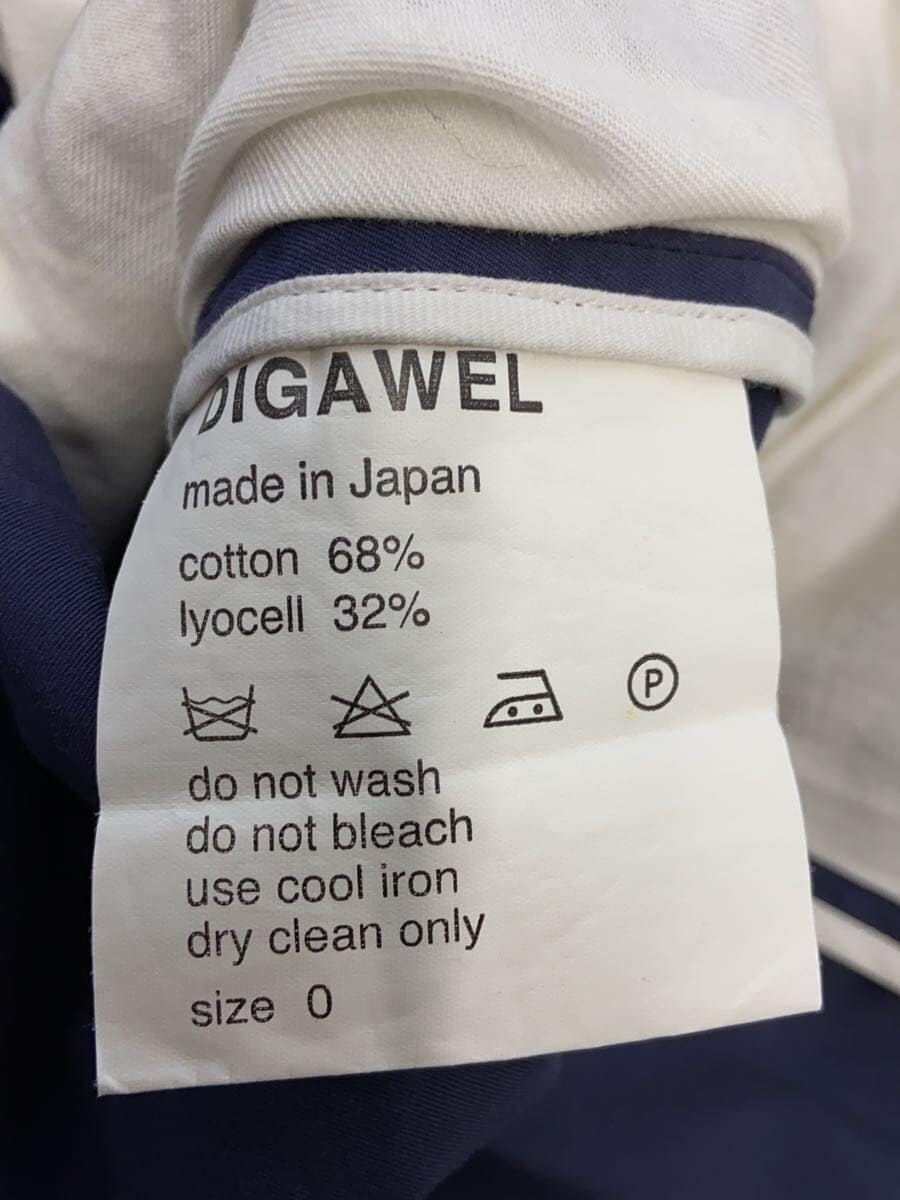 DIGAWEL
made in Japan
cotton 68%
lyocell 32%
P
do not wash
do not bleach
use cool iron
dry clean only
size 0